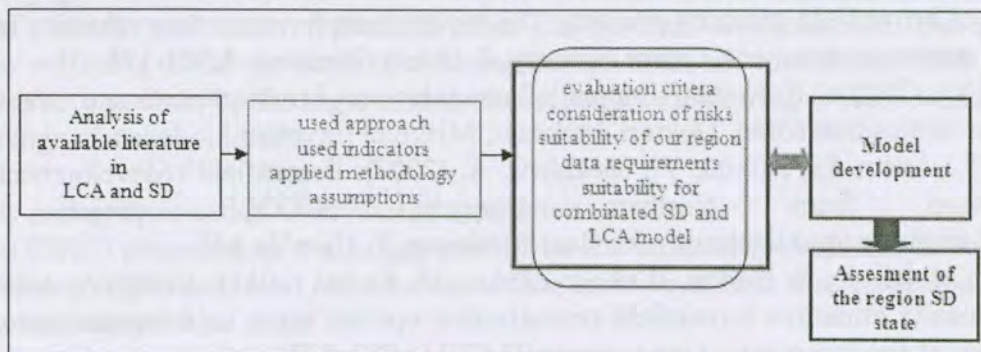 Analysis of
available literature
in
LCA and SD
used approach
used indicators
applied methodology
assumptions
evaluation critera
consideration of risks
suitability of our region
data requirements
suitability for
combinated SD and
LCA model
Model
development
Assesment of
the region SD
state